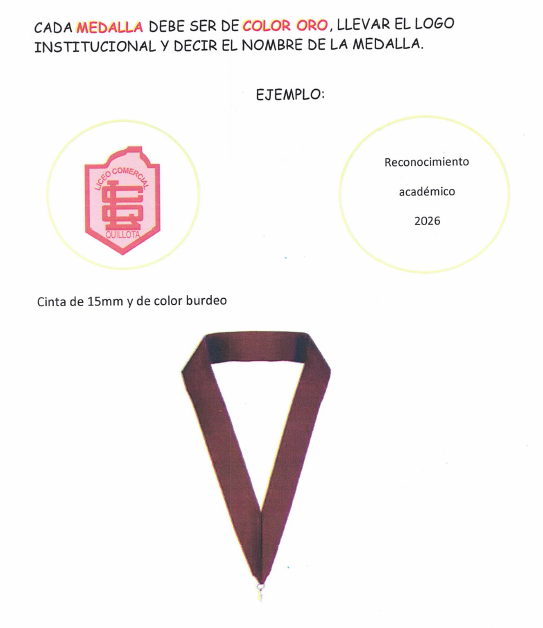 CADA MEDALLA DEBE SER DE COLOR ORO, LLEVAR EL LOGO
INSTITUCIONAL Y DECIR EL NOMBRE DE LA MEDALLA.
EJEMPLO:
LICEO COMERCIAL
QUILLOTA
Reconocimiento
académico
2026
Cinta de 15mm y de color burdeo